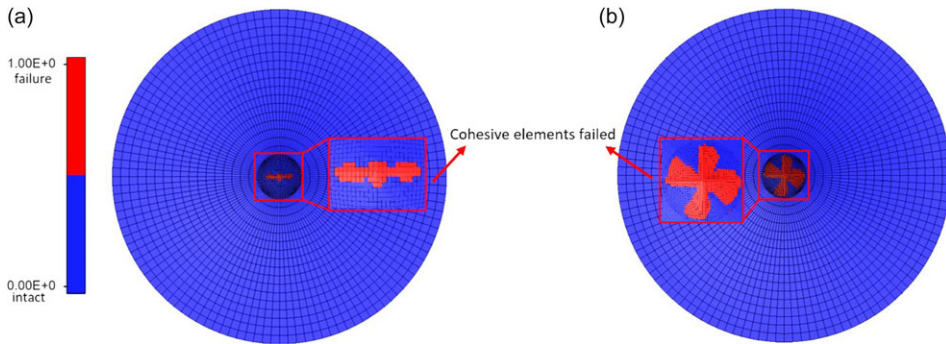 (a)
(b)
1.00E+0
failure
Cohesive elements failed
0.00E+0
intact